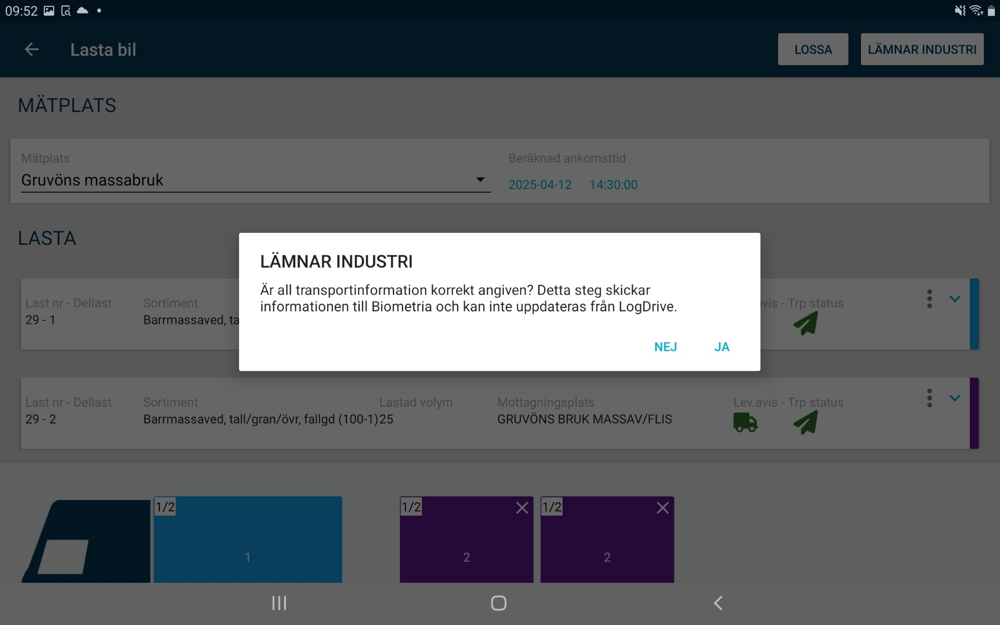 09:52
Lasta bil
LOSSA
LÄMNAR INDUSTRI
MÄTPLATS
Mätplats
Beräknad ankomsttid
Gruvöns massabruk
2025-04-12 14:30:00
LASTA
LÄMNAR INDUSTRI
Är all transportinformation korrekt angiven? Detta steg skickar
informationen till Biometria och kan inte uppdateras från LogDrive.
NEJ
JA
Last nr - Dellast
Sortiment
Trp status
29 - 1
Barrmassaved,
Last nr - Dellast
Sortiment
Lastad volym
Mottagningsplats
Lev.avis - Trp status
29 - 2
Barrmassaved, tall/gran/övr, fallgd (100-1)
25
GRUVÖNS BRUK MASSAV/FLIS
1/2
1/2
1/2
1
2
2